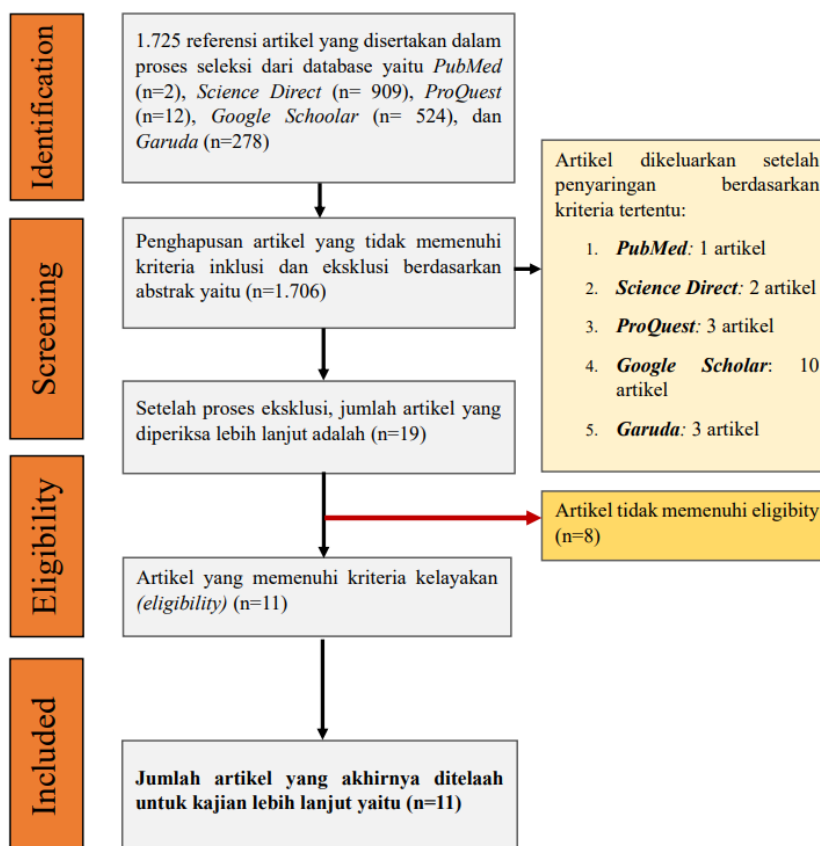 Identification
1.725 referensi artikel yang disertakan dalam
proses seleksi dari database yaitu PubMed
(n=2), Science Direct (n= 909), ProQuest
(n=12), Google Schoolar (n= 524), dan
Garuda (n=278)
Screening
Penghapusan artikel yang tidak memenuhi
kriteria inklusi dan eksklusi berdasarkan
abstrak yaitu (n=1.706)
Artikel dikeluarkan setelah
penyaringan berdasarkan
kriteria tertentu:
1. PubMed: 1 artikel
2. Science Direct: 2 artikel
3. ProQuest: 3 artikel
4. Google Scholar: 10
artikel
5. Garuda: 3 artikel
Setelah proses eksklusi, jumlah artikel yang
diperiksa lebih lanjut adalah (n=19)
Eligibility
Artikel tidak memenuhi eligibity
(n=8)
Artikel yang memenuhi kriteria kelayakan
(eligibility) (n=11)
Included
Jumlah artikel yang akhirnya ditelaah
untuk kajian lebih lanjut yaitu (n=11)